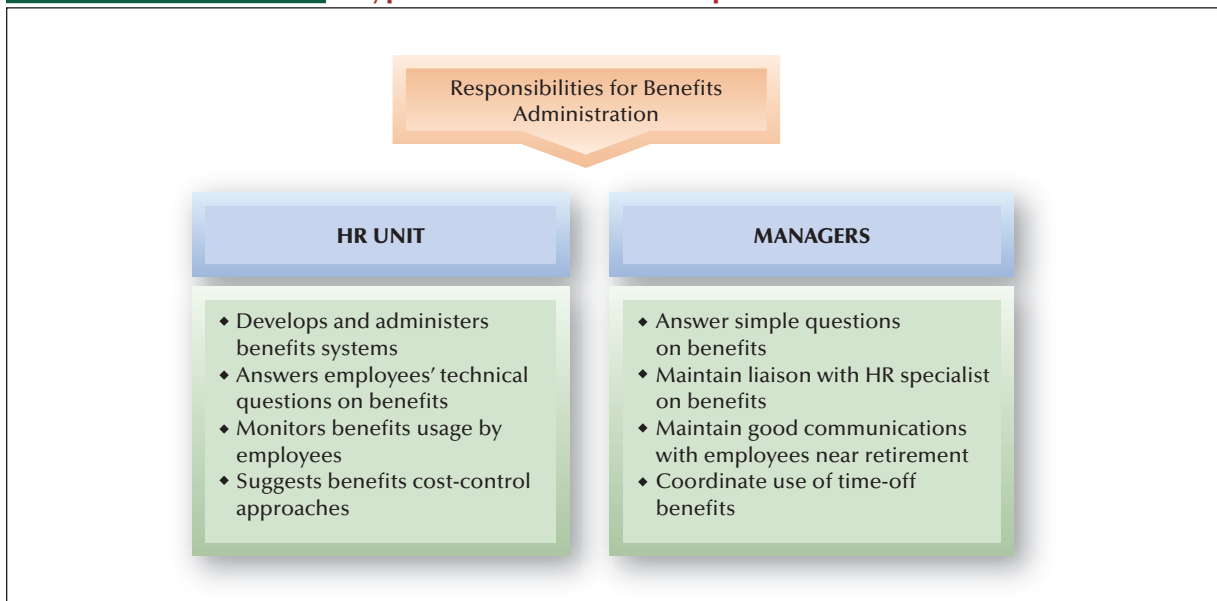 Responsibilities for Benefits
Administration
HR UNIT
◆ Develops and administers
benefits systems
◆ Answers employees’ technical
questions on benefits
◆ Monitors benefits usage by
employees
◆ Suggests benefits cost-control
approaches
MANAGERS
◆ Answer simple questions
on benefits
◆ Maintain liaison with HR specialist
on benefits
◆ Maintain good communications
with employees near retirement
◆ Coordinate use of time-off
benefits